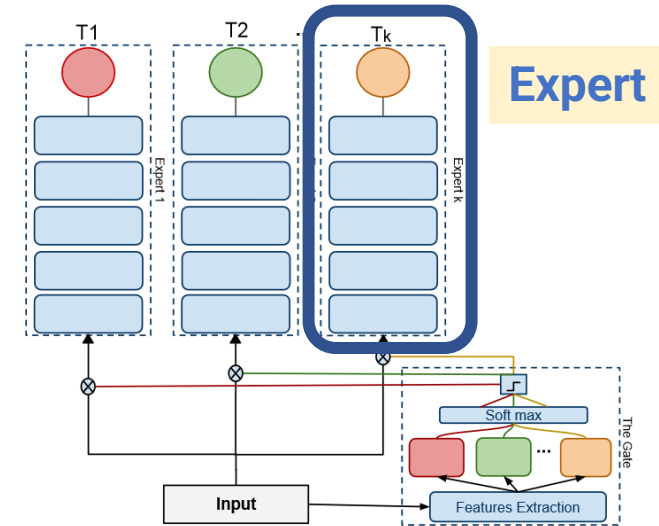 T1
T2
Tk
Expert
Expert 1
Expert k
Soft max
The Gate
...
Input
Features Extraction